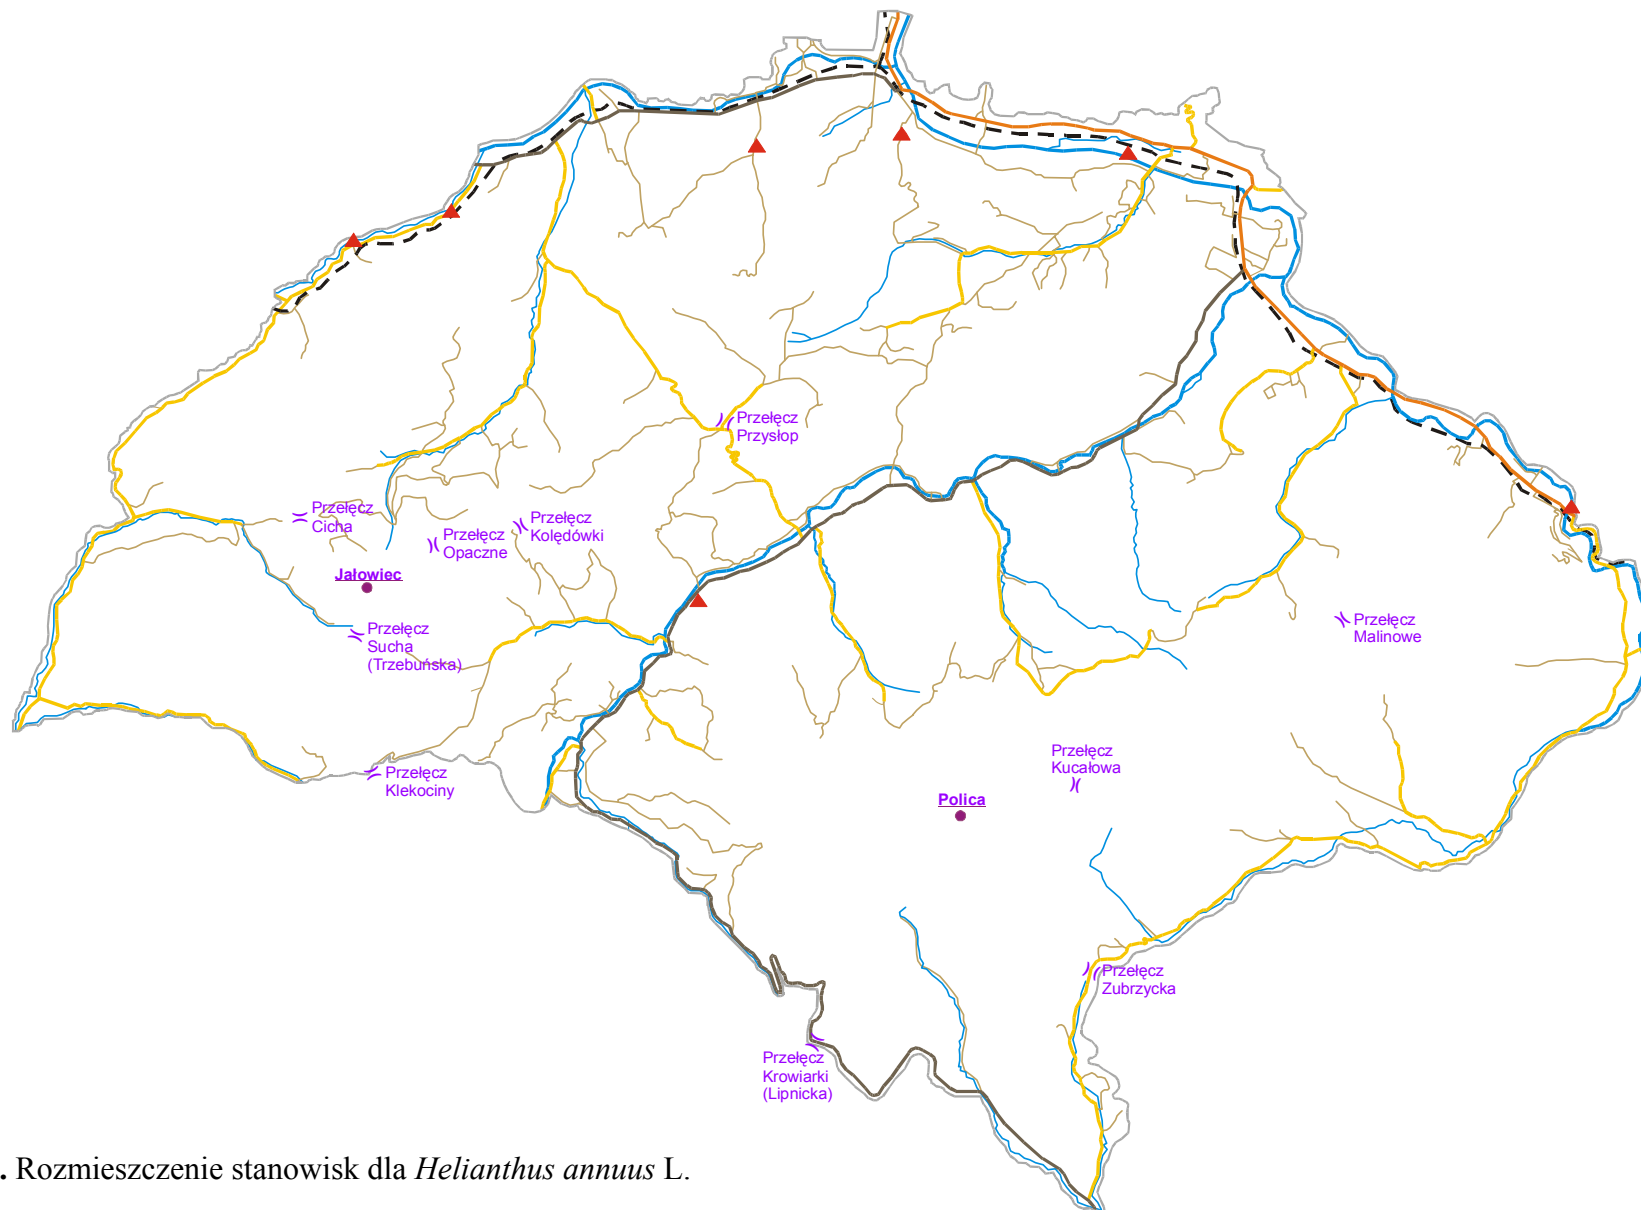 Przełęcz
Przysłop
Przełęcz
Cicha
Przełęcz
Opaczne
Przełęcz
Kolędówki
Jałowiec
Przełęcz
Sucha
(Trzebuńska)
Przełęcz
Malinowe
Przełęcz
Klekociny
Przełęcz
Kucałowa
Polica
Przełęcz
Zubrzycka
Przełęcz
Krowiarki
(Lipnicka)
. Rozmieszczenie stanowisk dla Helianthus annuus L.